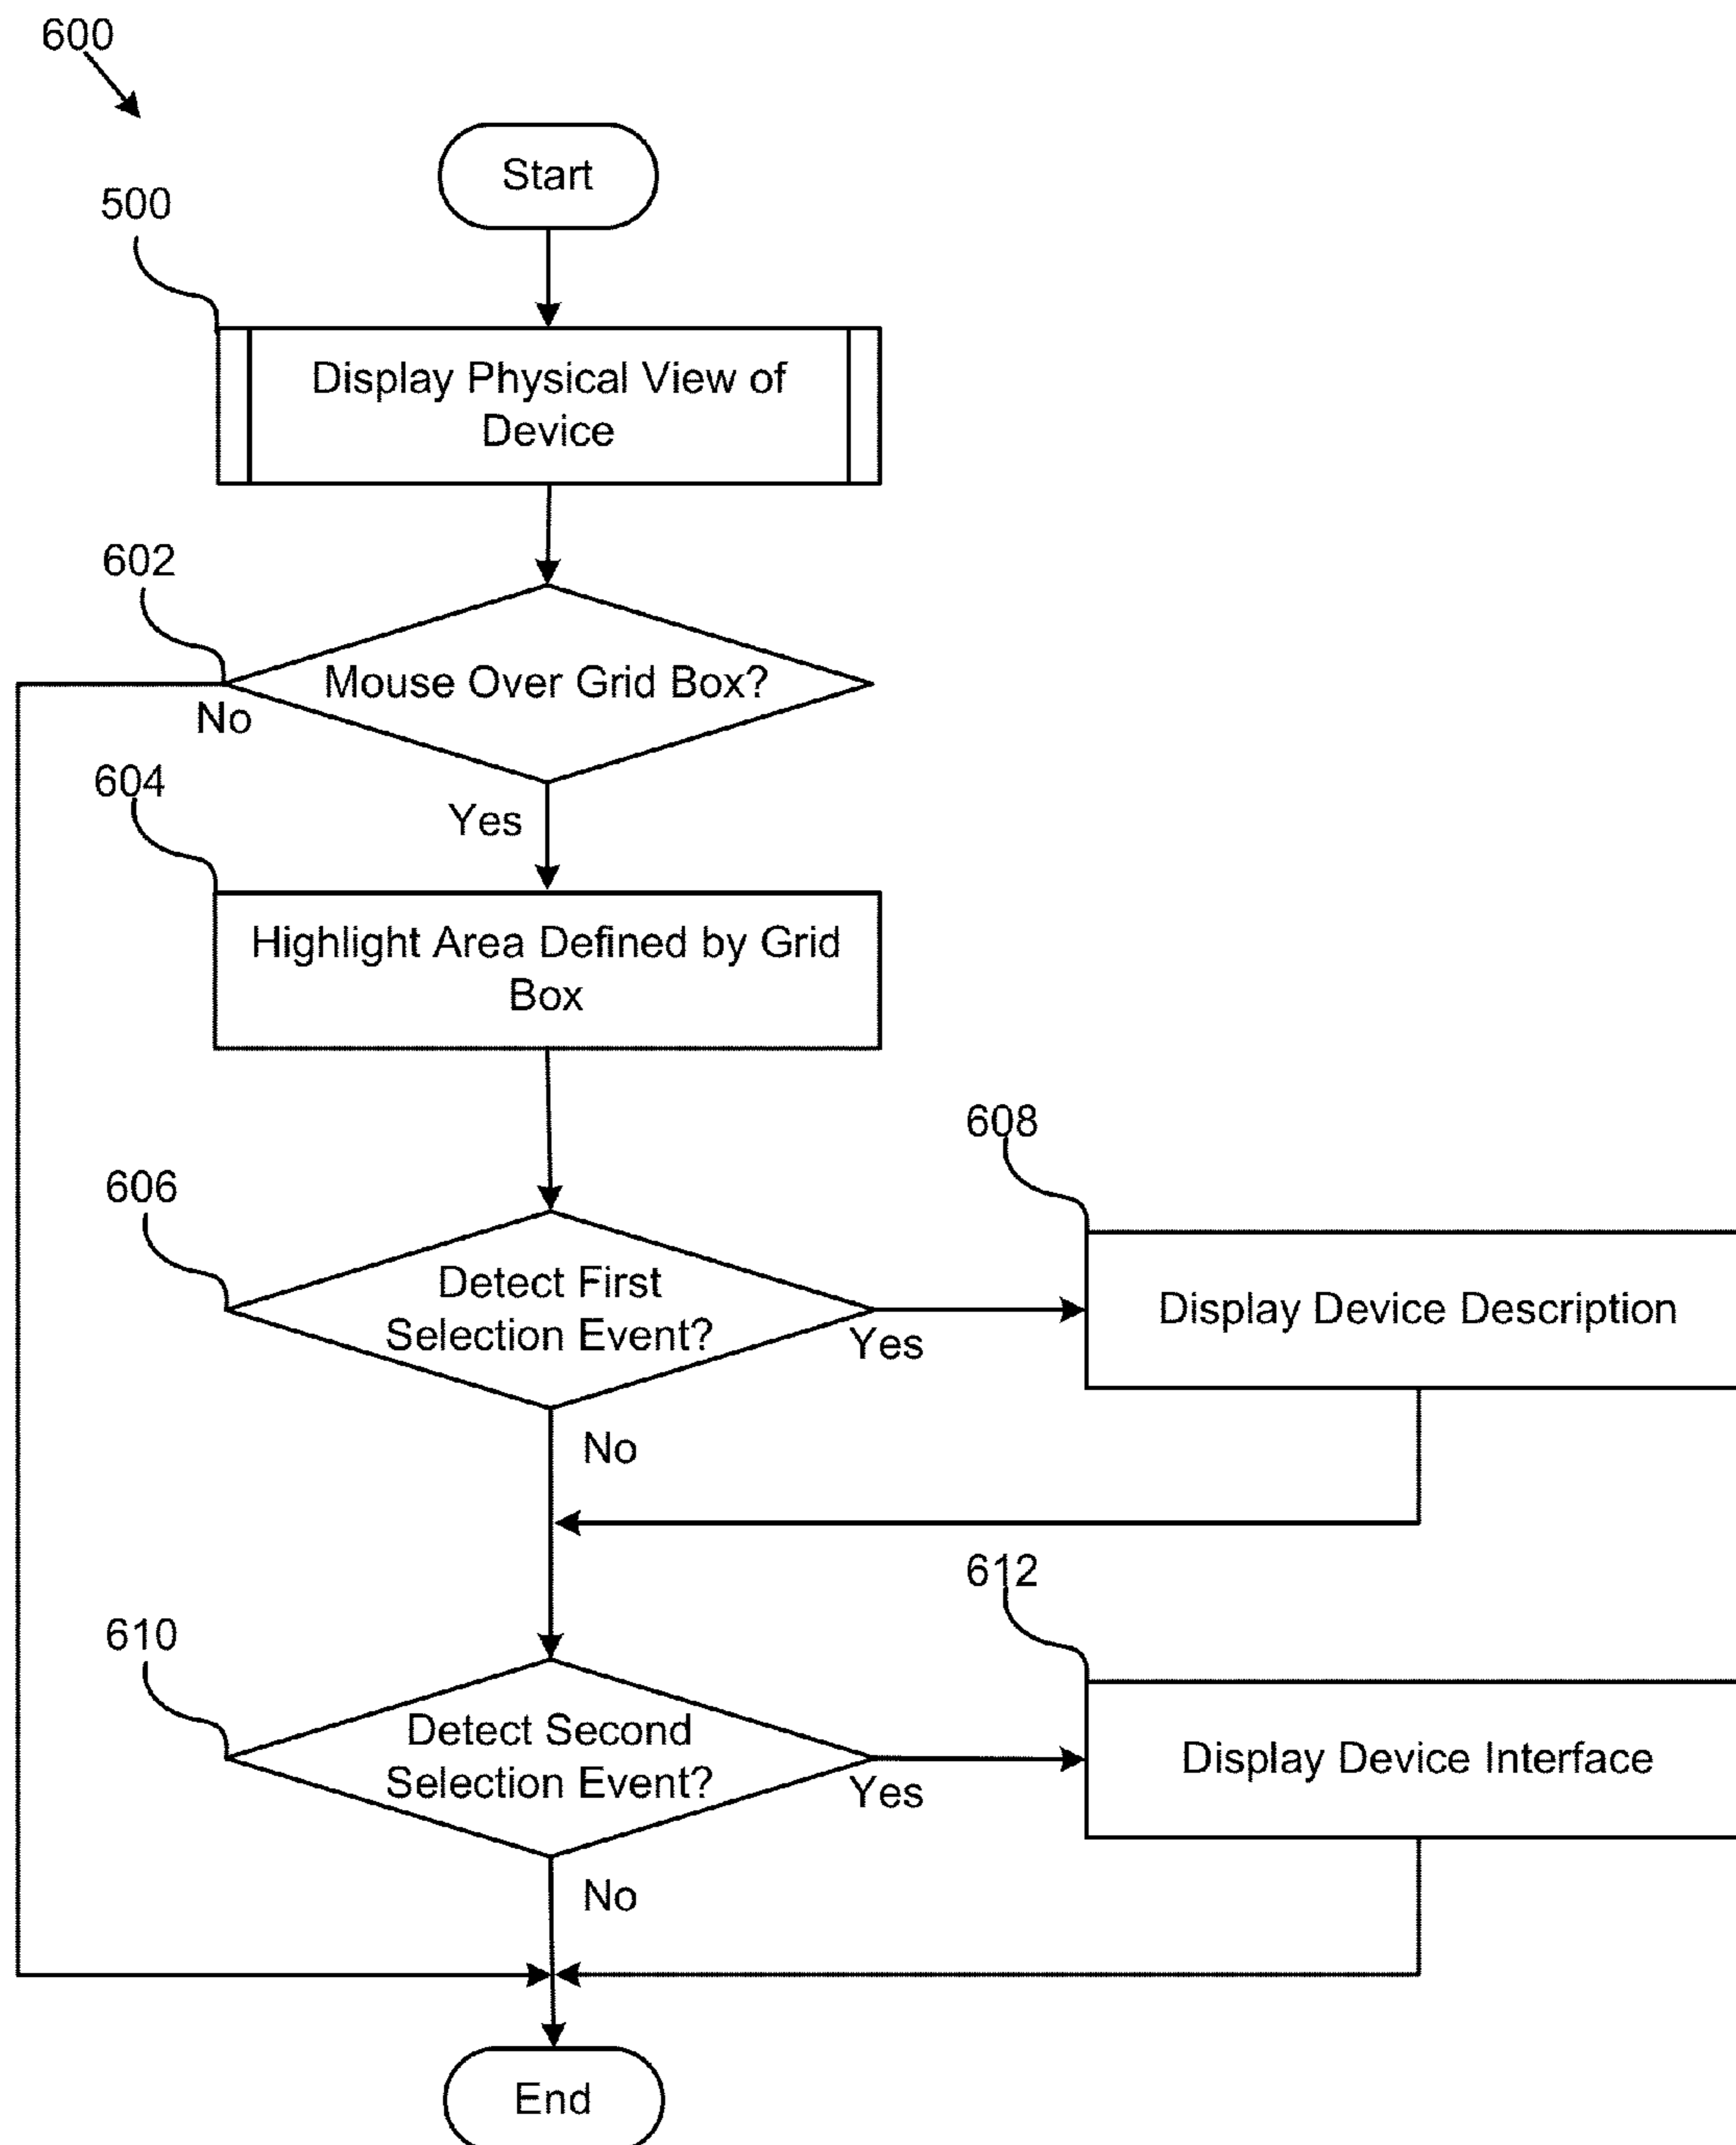 600
Start
500
Display Physical View of
Device
602
Mouse Over Grid Box?
No
604
Yes
Highlight Area Defined by Grid
Box
608
606
Detect First
Selection Event?
Yes
Display Device Description
No
612
610
Detect Second
Selection Event?
Yes
Display Device Interface
No
End